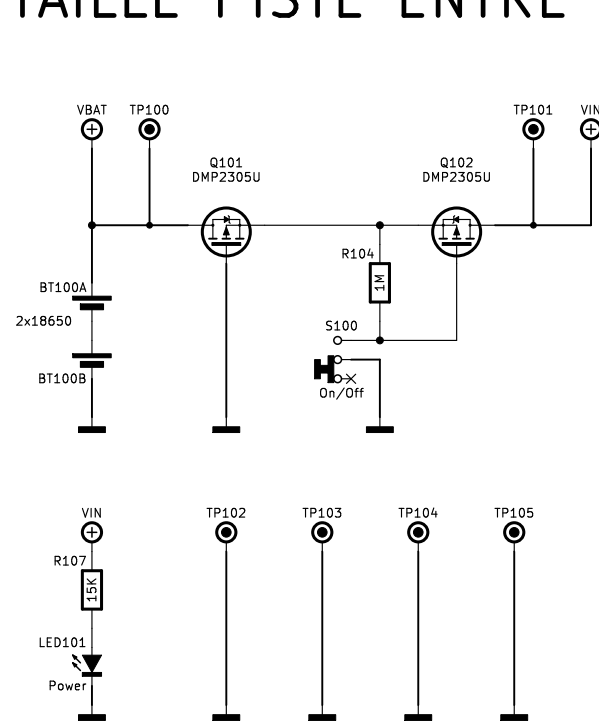 TAILLE PISTE ENTRE
VBAT
TP100
TP101
VIN
Q101
DMP2305U
Q102
DMP2305U
R104
1M
BT100A
2x18650
S100
BT100B
On/Off
VIN
TP102
TP103
TP104
TP105
R107
15K
LED101
Power